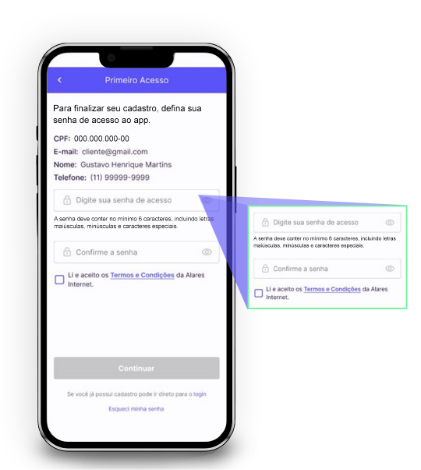 Primeiro Acesso
Para finalizar seu cadastro, defina sua
senha de acesso ao app.
CPF: 000.000.000-00
E-mail: cliente@gmail.com
Nome: Gustavo Henrique Martins
Telefone: (11) 99999-9999
Digite sua senha de acesso
A senha deve conter no mínimo 6 caracteres, incluindo letras
maiúsculas, minúsculas e caracteres especiais.
Confirme a senha
Li e aceito os Termos e Condições da Alares
Internet.
Continuar
Se você já possui cadastro pode ir direto para o login
Esqueci minha senha
Digite sua senha de acesso
A senha deve conter no mínimo 6 caracteres, incluindo letras
maiúsculas, minúsculas e caracteres especiais.
Confirme a senha
Li e aceito os Termos e Condições da Alares
Internet.